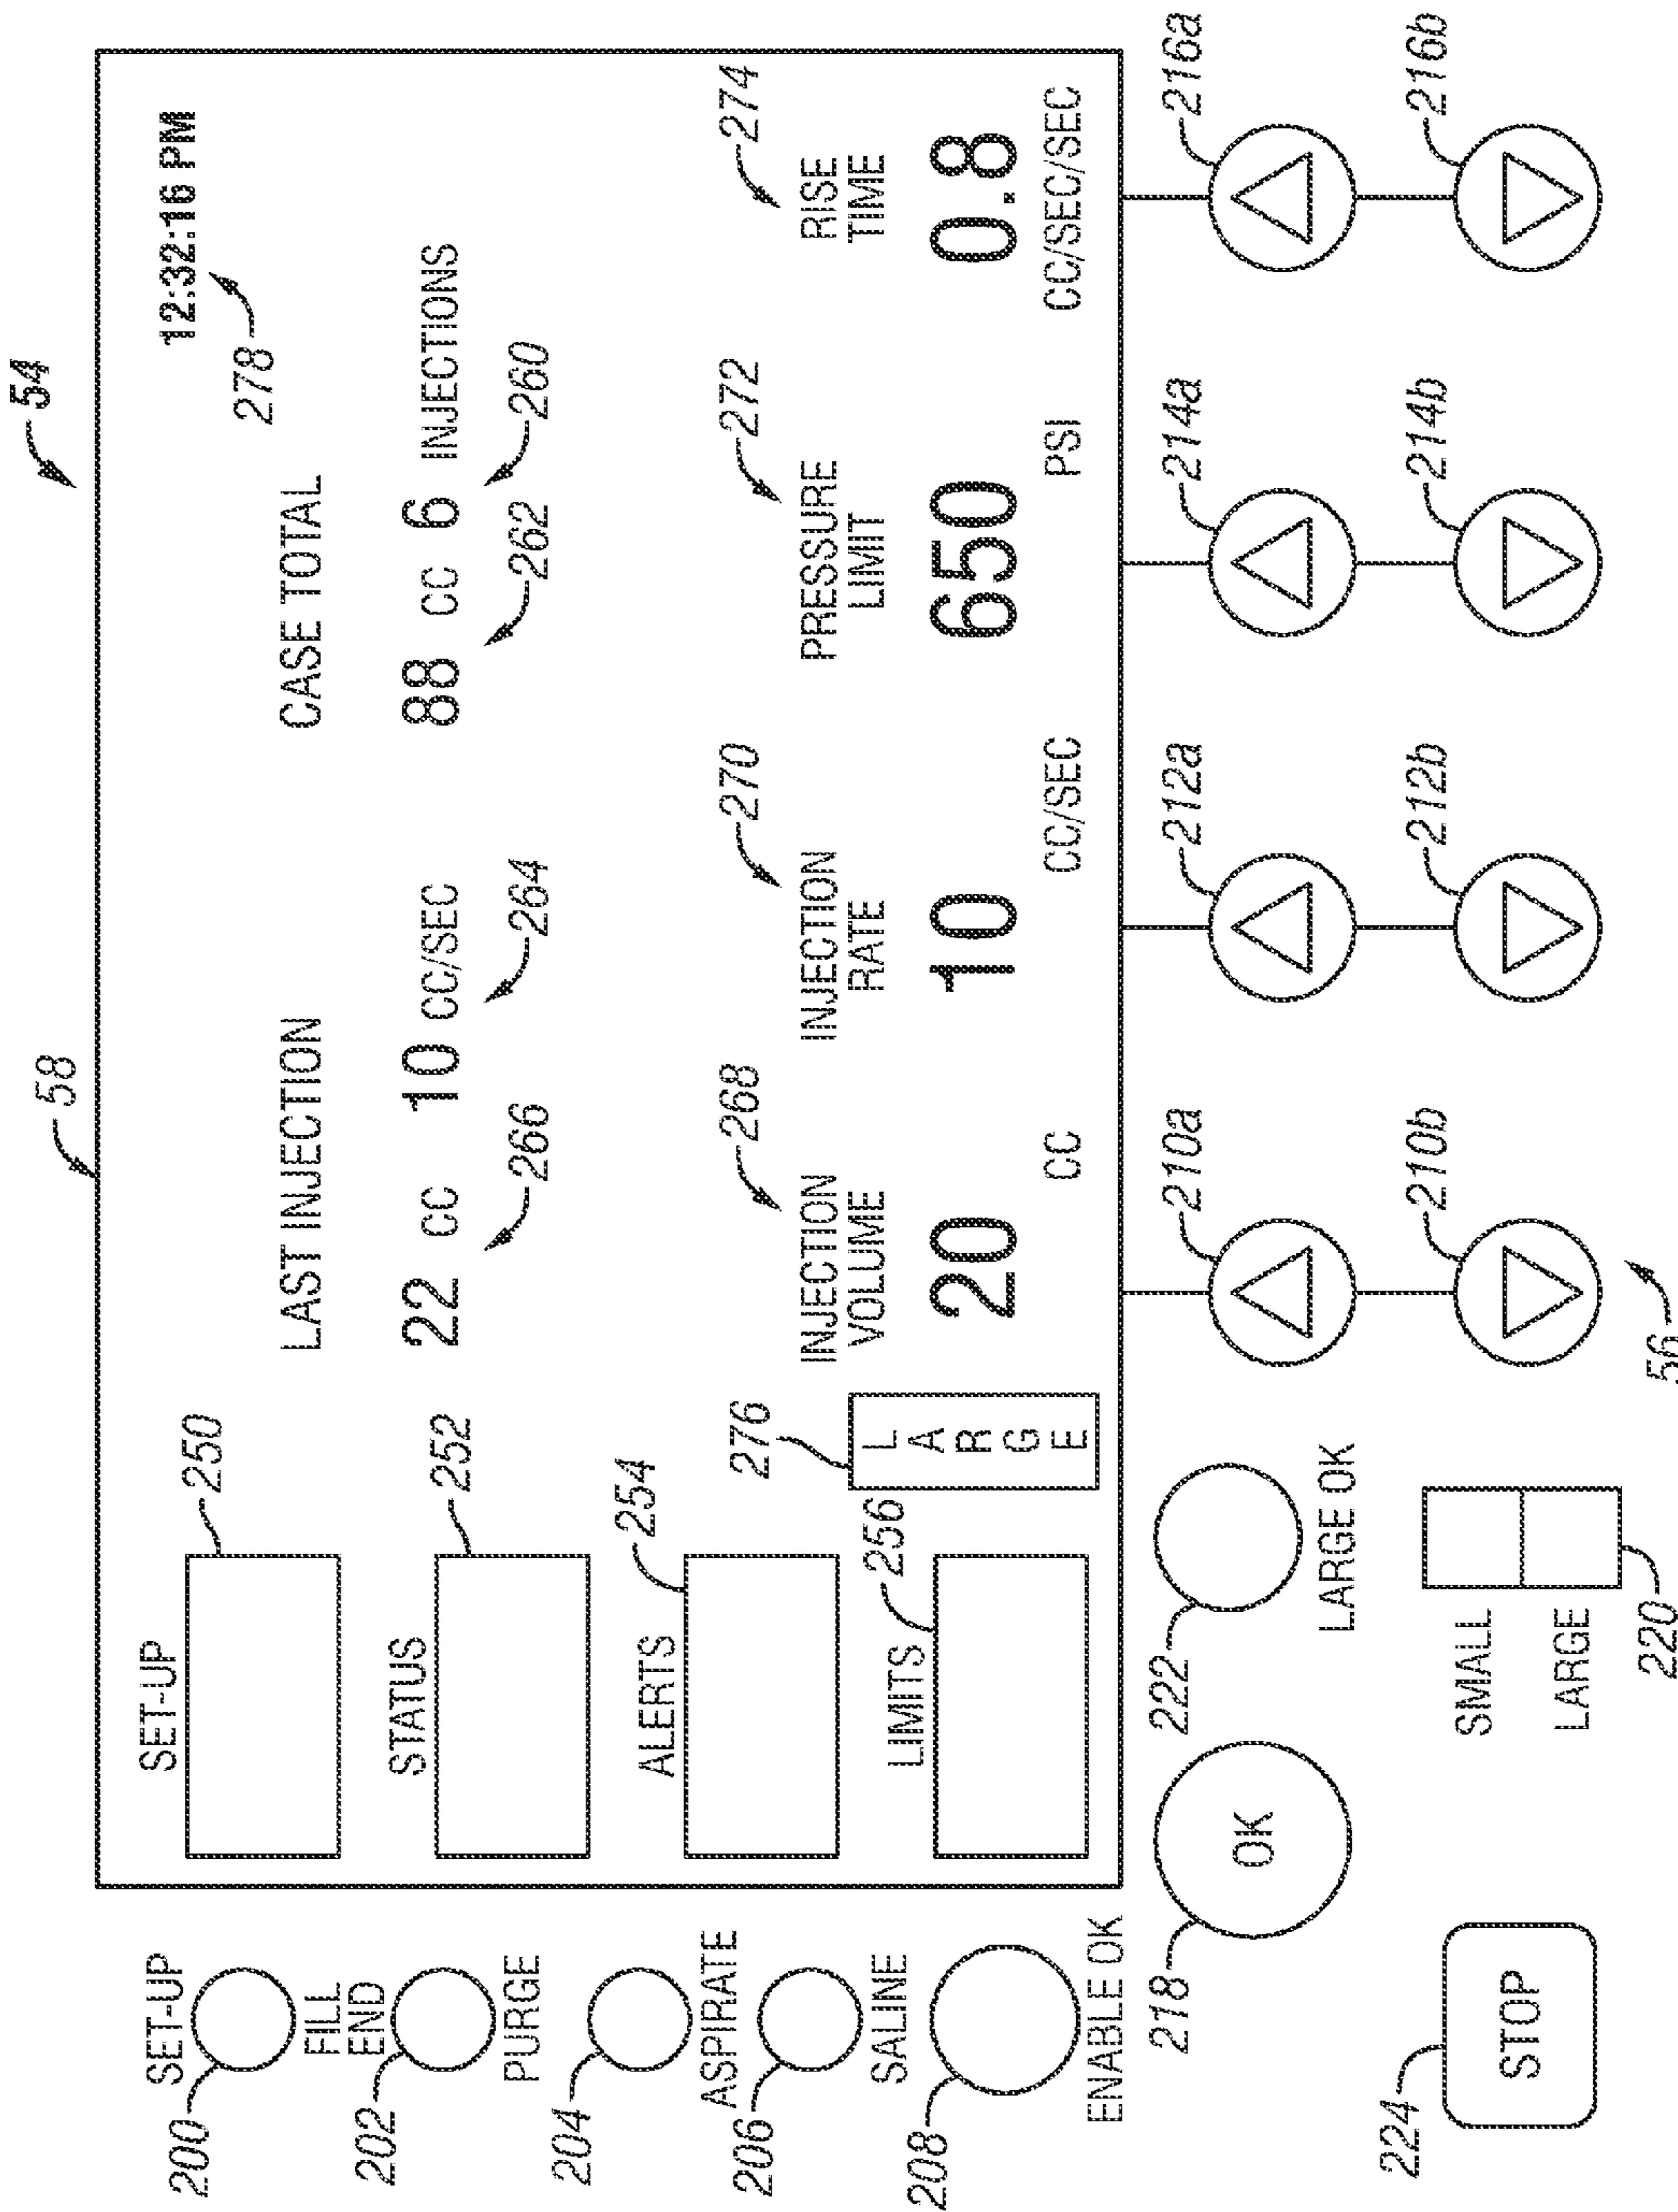 54
58
12:32:16 PM
278
SET-UP
200
SET-UP
250
FILL
END
202
LAST INJECTION
CASE TOTAL
22 CC 10 CC/SEC
88 CC 6 INJECTIONS
266
264
262
260
PURGE
STATUS
252
204
ASPIRATE
ALERTS
254
206
SALINE
LIMITS
256
276
L
A
R
G
E
268
270
272
274
INJECTION
VOLUME
INJECTION
RATE
PRESSURE
LIMIT
RISE
TIME
20
10
650
0.8
CC
CC/SEC
PSI
CC/SEC/SEC
208
ENABLE OK
218
OK
222
LARGE OK
210a
212a
214a
216a
210b
212b
214b
216b
224
STOP
SMALL
LARGE
220
56